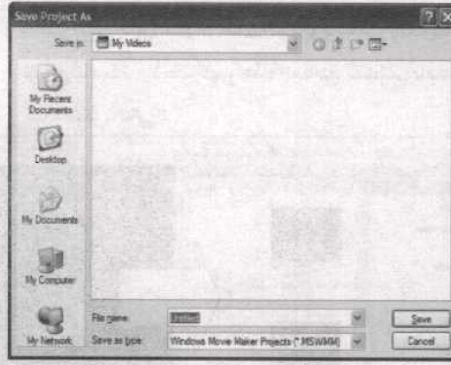 Save Project As
Save in:
My Videos
My Recent
Documents
Desktop
My Documents
My Computer
My Network
File name:
Untitled
Save
Save as type:
Windows Movie Maker Projects (*.MSWMM)
Cancel